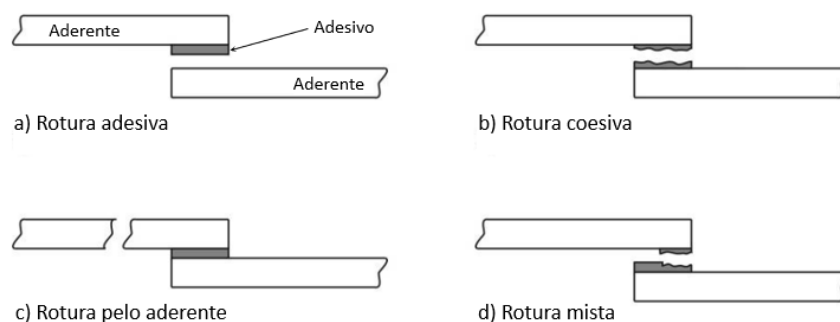 Aderente
Adesivo
Aderente
a) Rotura adesiva
b) Rotura coesiva
c) Rotura pelo aderente
d) Rotura mista